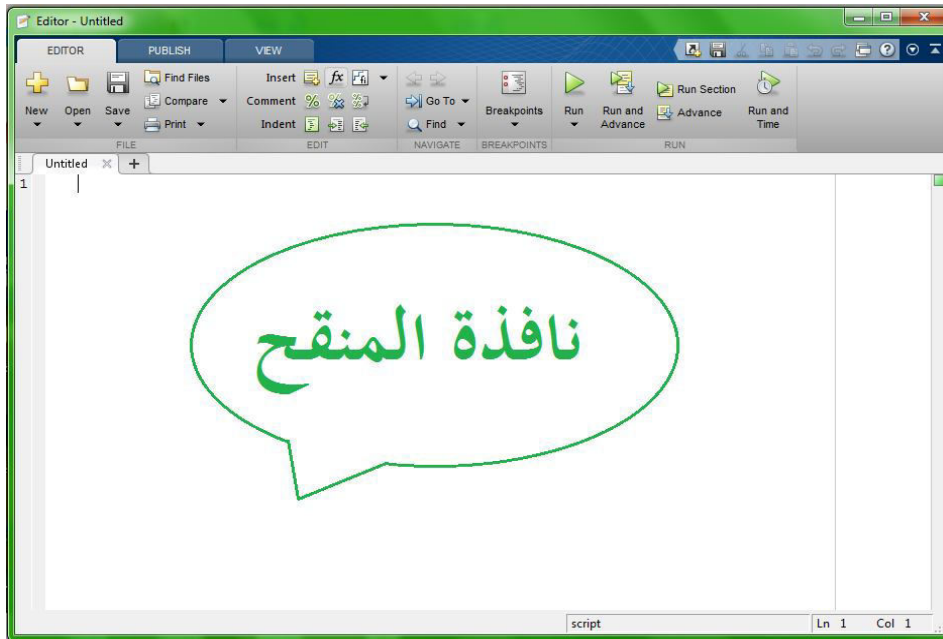 Editor - Untitled
EDITOR PUBLISH VIEW
New
Open
Save
Find Files
Compare
Print
FILE
Insert fx
Comment
Indent
EDIT
Go To
Find
NAVIGATE
Breakpoints
BREAKPOINTS
Run
Run and
Advance
Run Section
Advance
Run and
Time
RUN
Untitled
1
نافذة المنقح
script Ln 1 Col 1